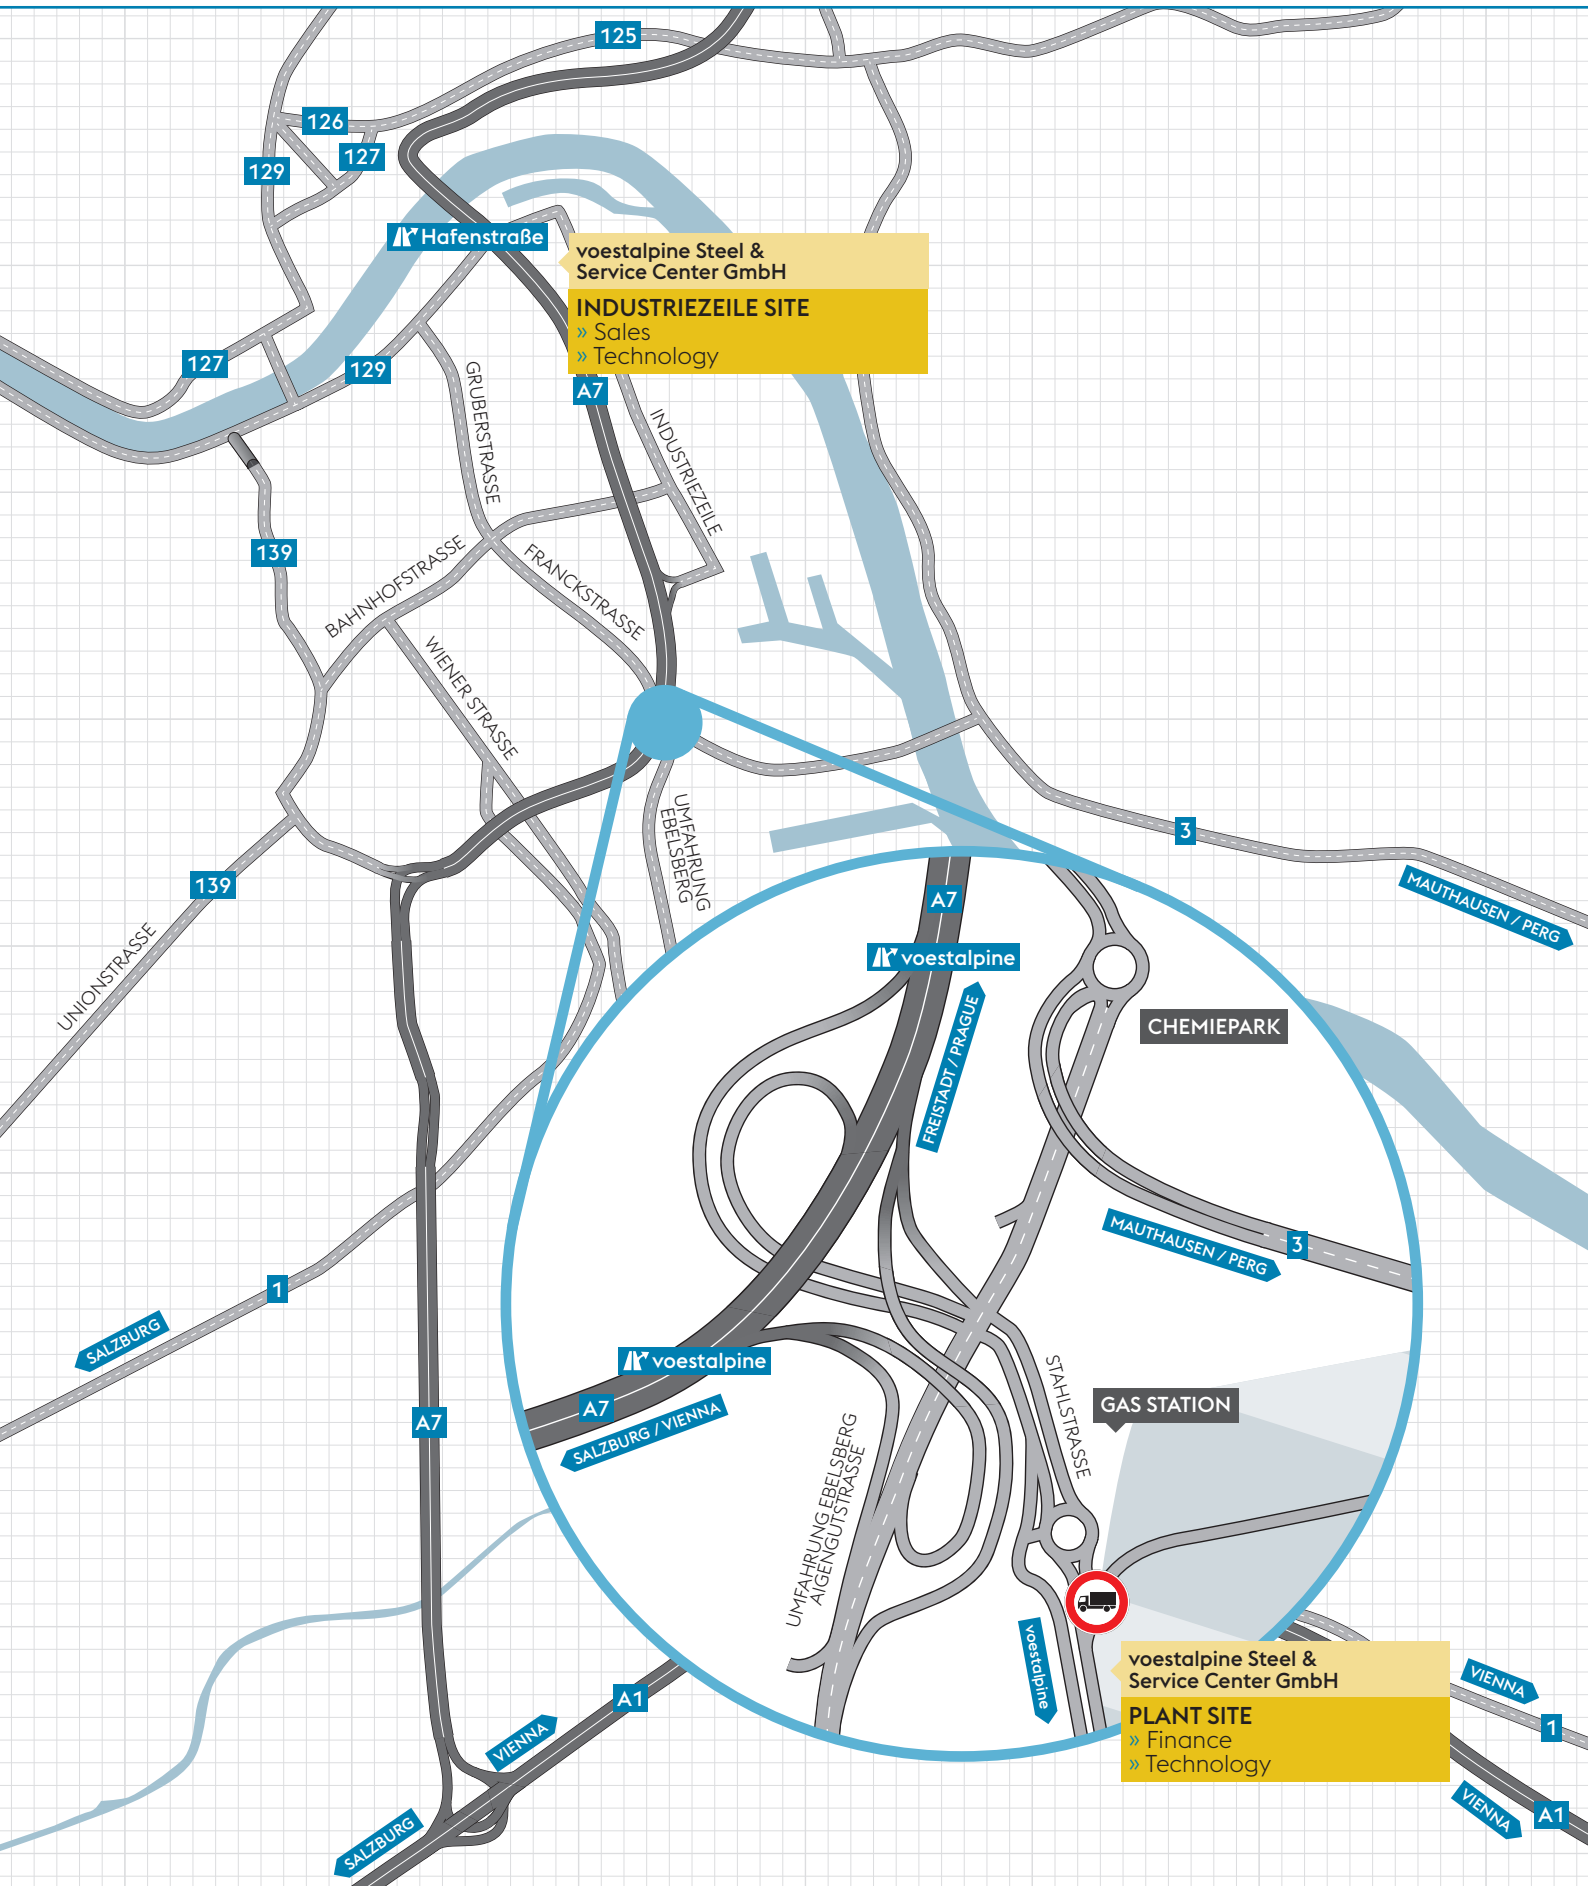 125
126
127
129
Hafenstraße
voestalpine Steel &
Service Center GmbH
INDUSTRIEZEILE SITE
» Sales
» Technology
127
129
A7
GRUBERSTRASSE
INDUSTRIEZEILE
139
BAHNHOFSTRASSE
FRANCKSTRASSE
WIENER STRASSE
UMFAHRUNG
EBELSBERG
3
MAUTHAUSEN / PERG
139
UNIONSTRASSE
A7
voestalpine
FREISTADT / PRAGUE
CHEMIEPARK
MAUTHAUSEN / PERG
3
1
SALZBURG
voestalpine
A7
SALZBURG / VIENNA
A7
STAHLSTRASSE
GAS STATION
UMFAHRUNG EBELSBERG
AIGENGUTSTRASSE
voestalpine
voestalpine Steel &
Service Center GmbH
PLANT SITE
» Finance
» Technology
VIENNA
1
A1
VIENNA
VIENNA
A1
SALZBURG